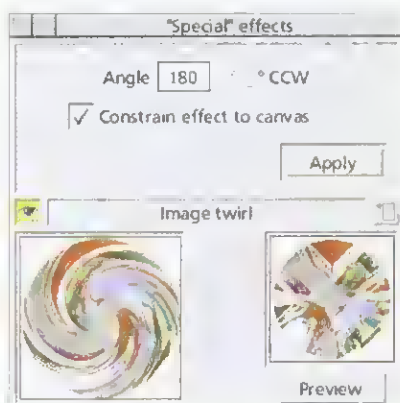 "Special" effects
Angle 180 ° CCW
✓ Constrain effect to canvas
Apply
Image twirl
Preview